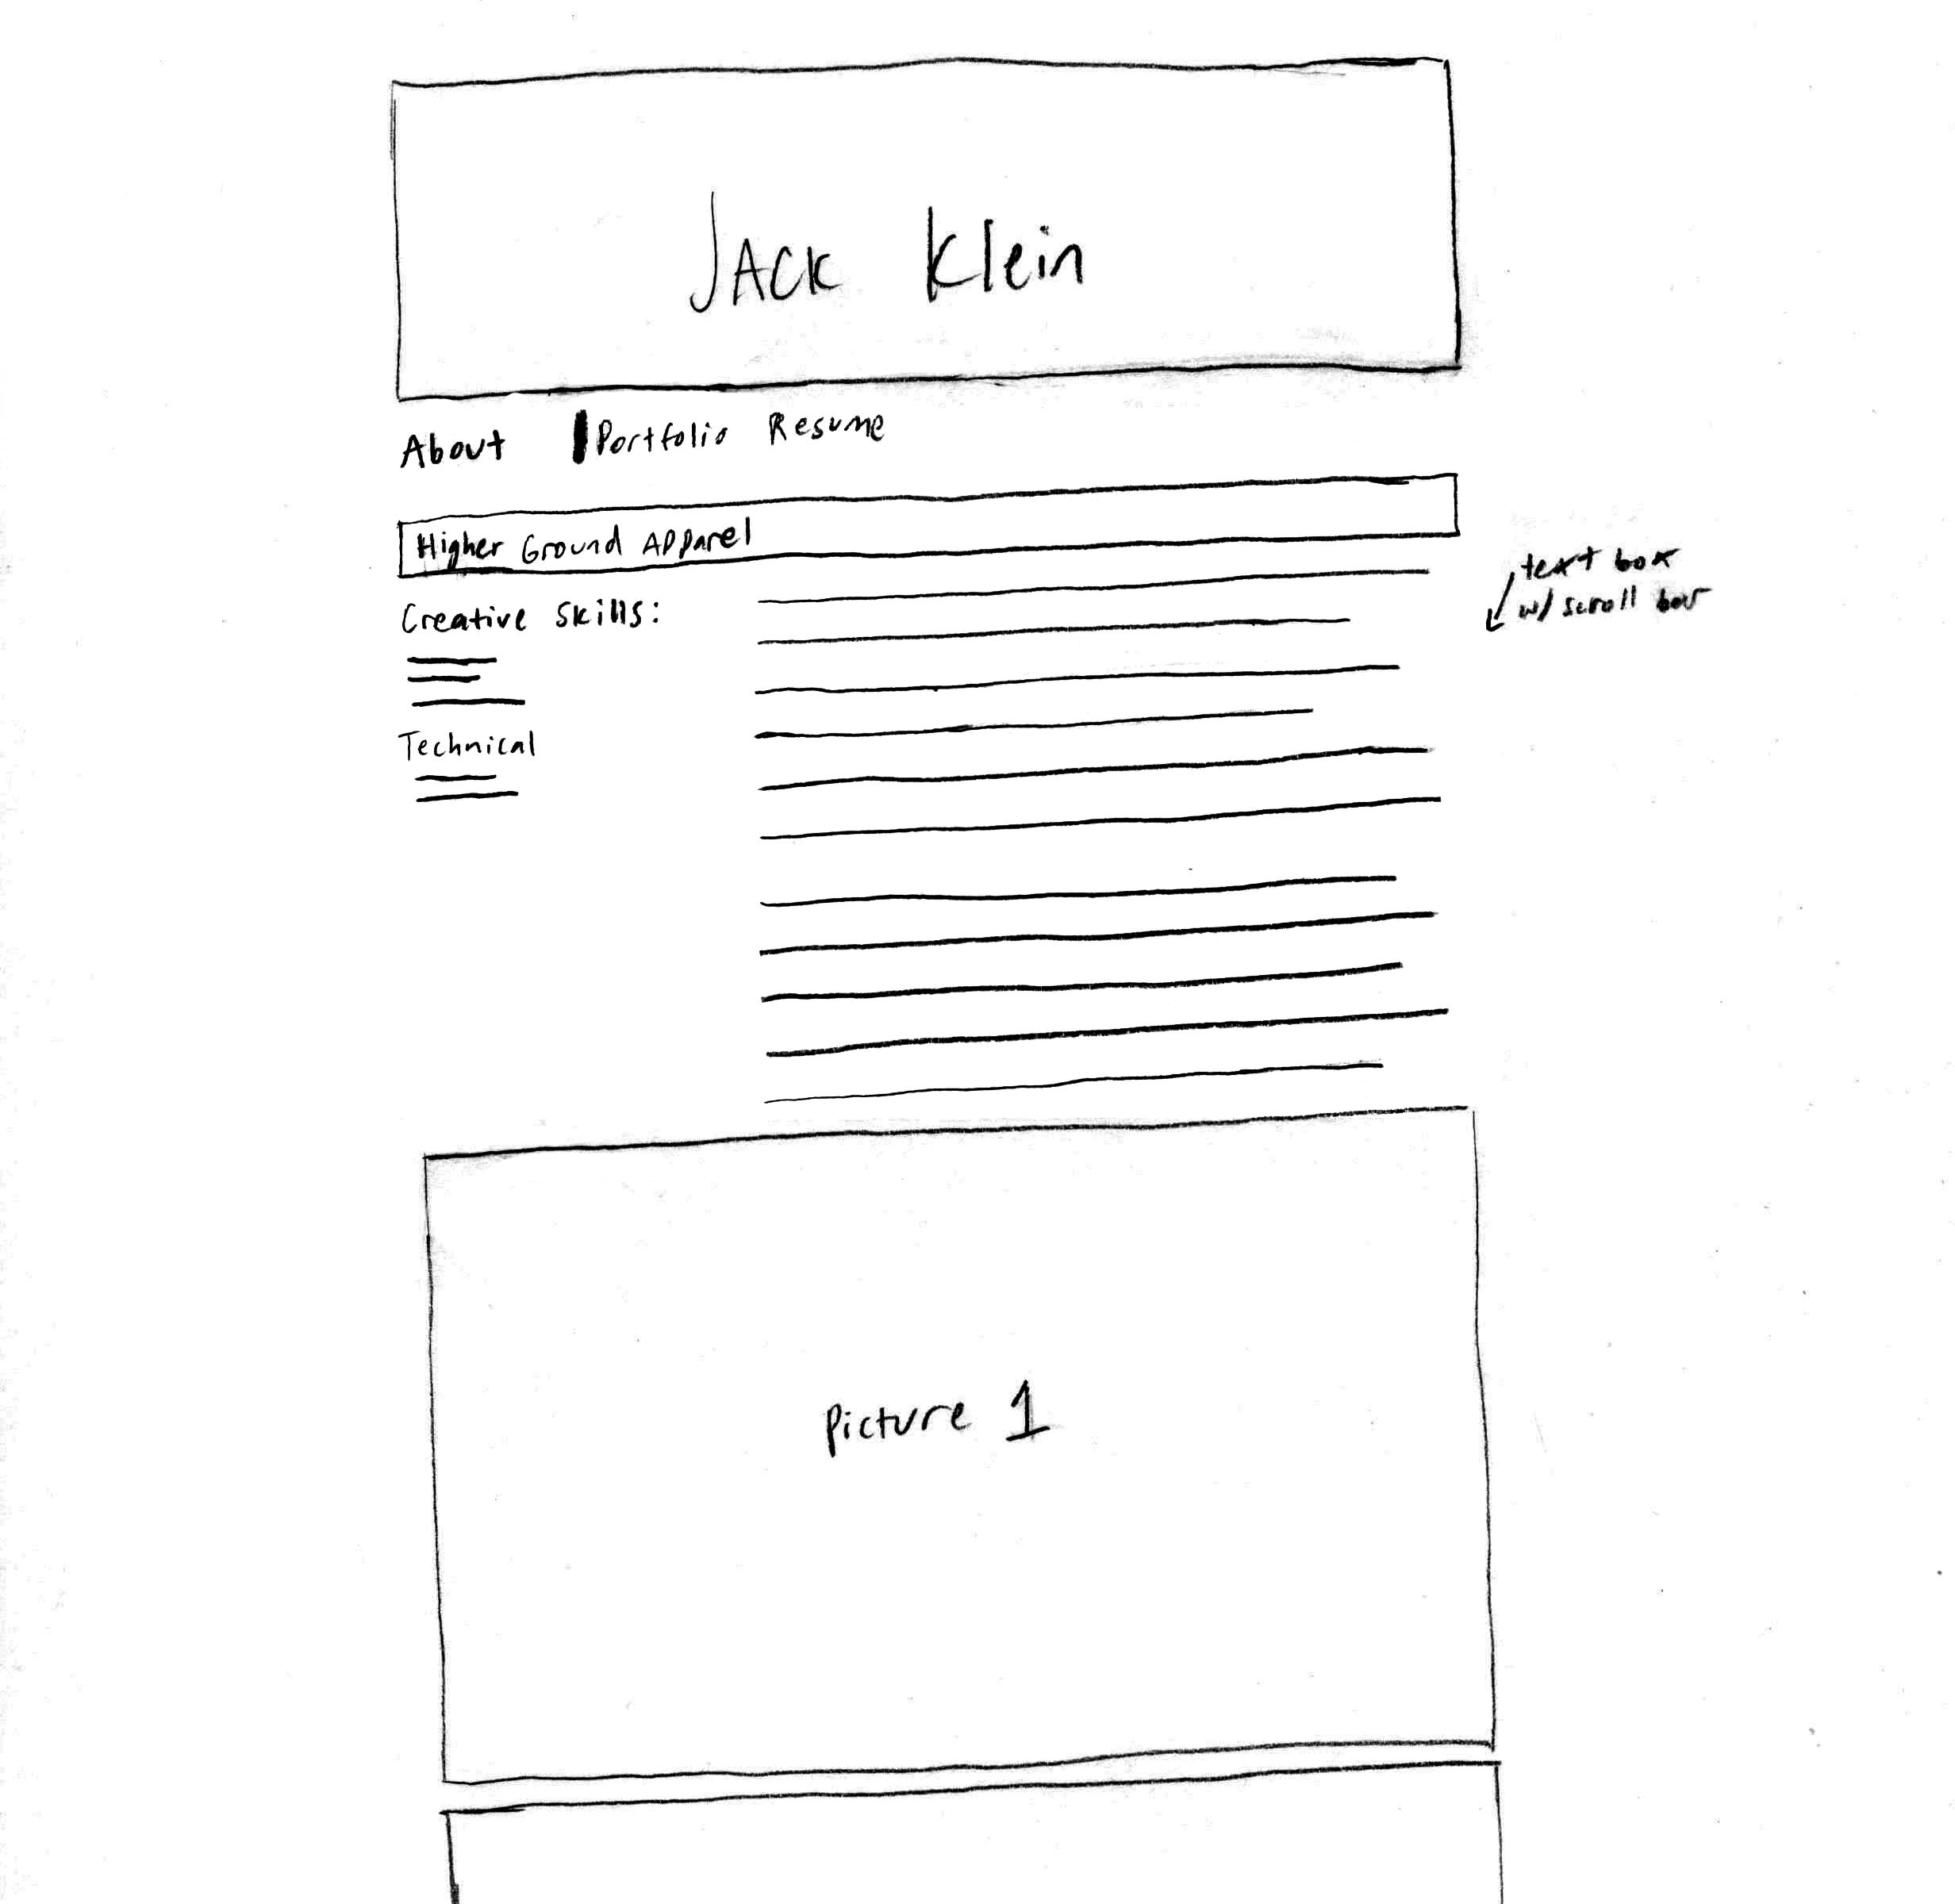 JACK Klein
About Portfolio Resume
Higher Ground Apparel
text box
w/ scroll bar
Creative Skills:
Technical
Picture 1